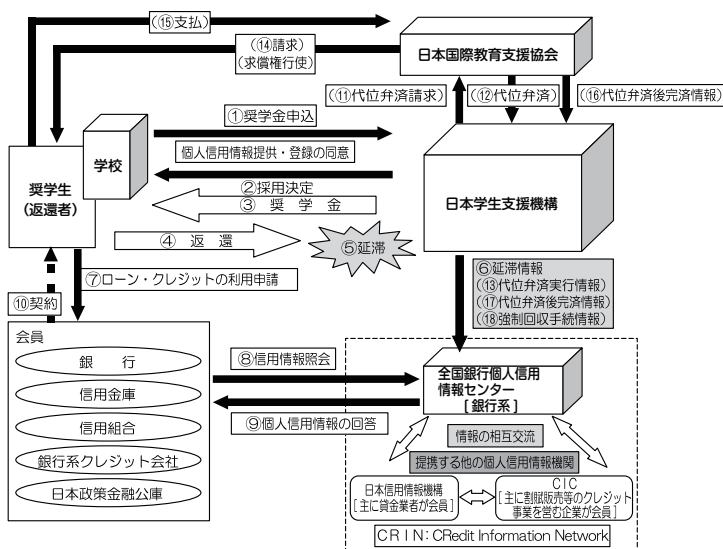 (⑮支払)
(⑭請求)
(求償権行使)
日本国際教育支援協会
(⑪代位弁済請求)
(⑫代位弁済)
(⑯代位弁済後完済情報)
①奨学金申込
個人信用情報提供・登録の同意
学校
奨学生
(返還者)
②採用決定
③ 奨 学 金
日本学生支援機構
④ 返 還
⑤延滞
⑥延滞情報
(⑬代位弁済実行情報)
(⑰代位弁済後完済情報)
(⑱強制回収手続情報)
⑦ローン・クレジットの利用申請
⑩契約
会員
銀 行
信用金庫
信用組合
銀行系クレジット会社
日本政策金融公庫
⑧信用情報照会
⑨個人信用情報の回答
全国銀行個人信用
情報センター
[銀行系]
情報の相互交流
提携する他の個人信用情報機関
日本信用情報機構
[主に貸金業者が会員]
CIC
[主に割賦販売等のクレジット
事業を営む企業が会員]
CRIN:CRedit Information Network